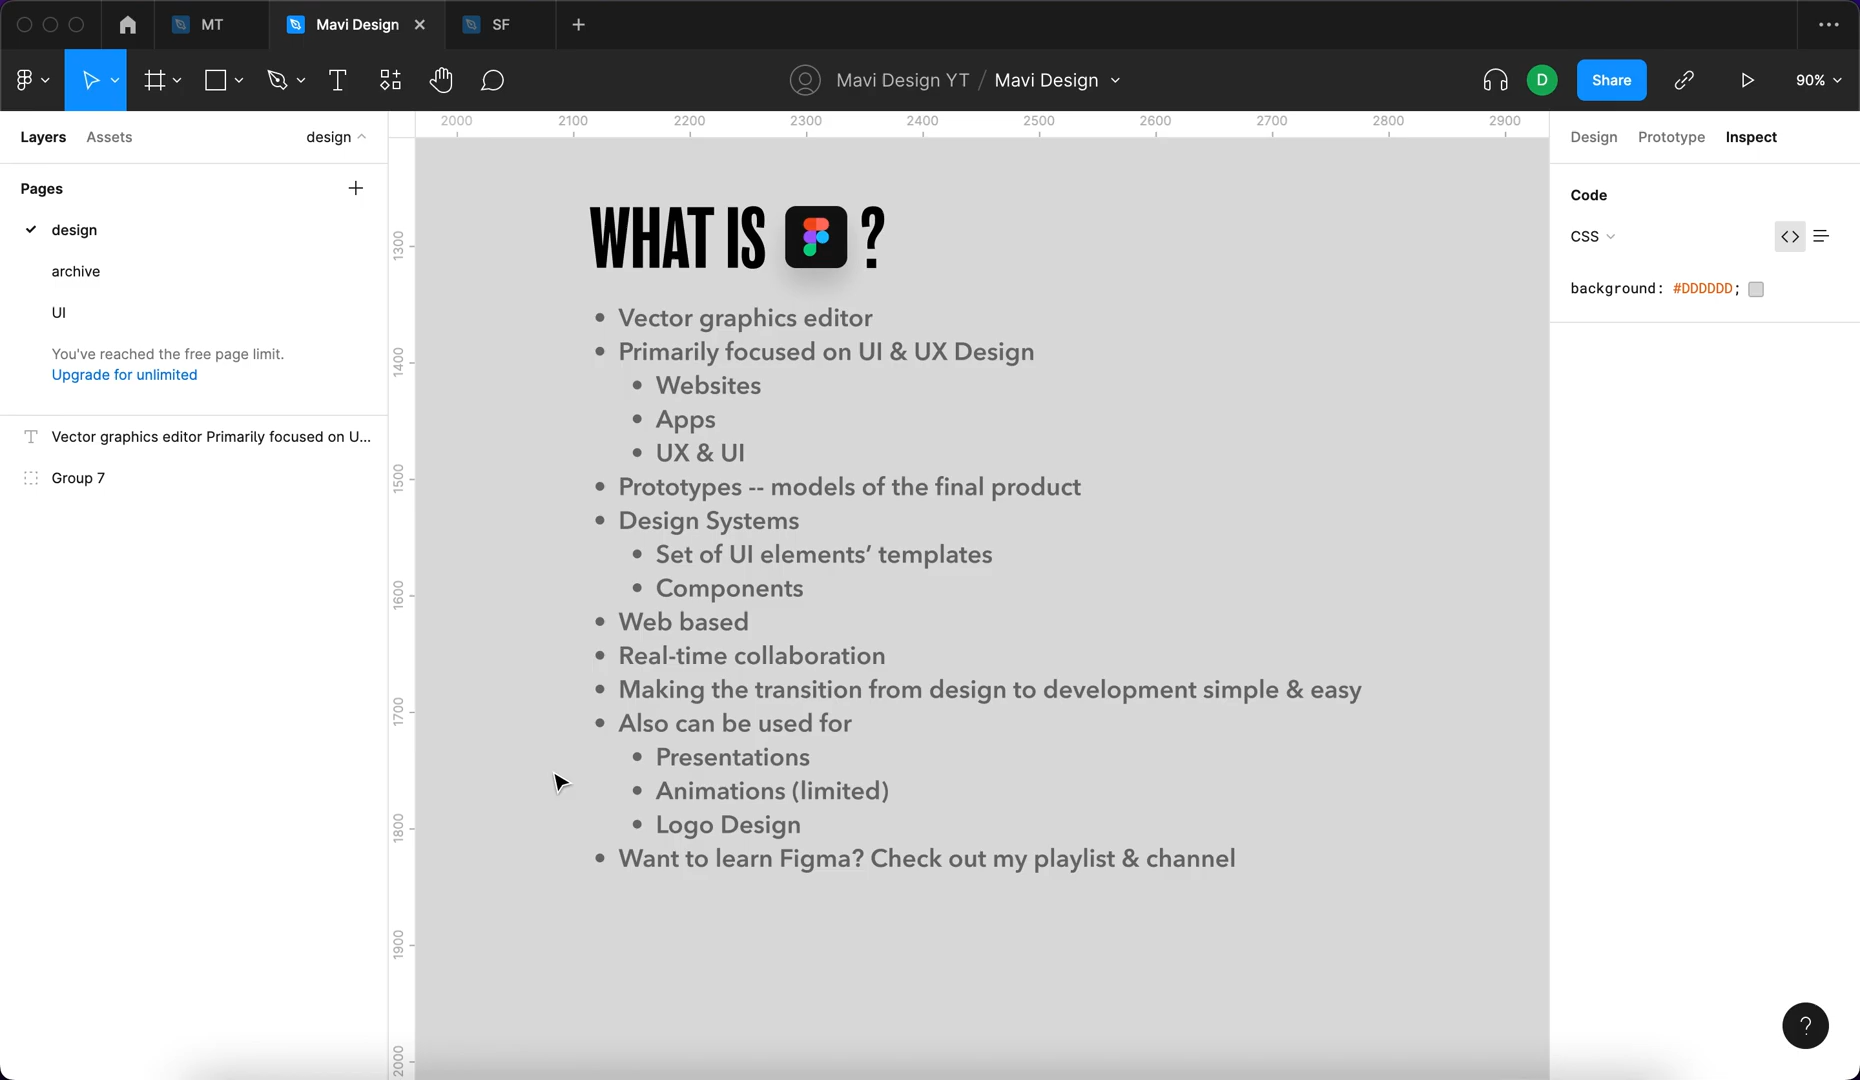 MT
Mavi Design
SF
Mavi Design YT / Mavi Design
D
Share
90%
Layers
Assets
design
Pages
design
archive
UI
You've reached the free page limit.
Upgrade for unlimited
Vector graphics editor Primarily focused on U...
Group 7
2000
2100
2200
2300
2400
2500
2600
2700
2800
2900
1300
1400
1500
1600
1700
1800
1900
2000
WHAT IS ?
• Vector graphics editor
• Primarily focused on UI & UX Design
• Websites
• Apps
• UX & UI
• Prototypes -- models of the final product
• Design Systems
• Set of UI elements’ templates
• Components
• Web based
• Real-time collaboration
• Making the transition from design to development simple & easy
• Also can be used for
• Presentations
• Animations (limited)
• Logo Design
• Want to learn Figma? Check out my playlist & channel
Design
Prototype
Inspect
Code
CSS
background: #DDDDDD;
?